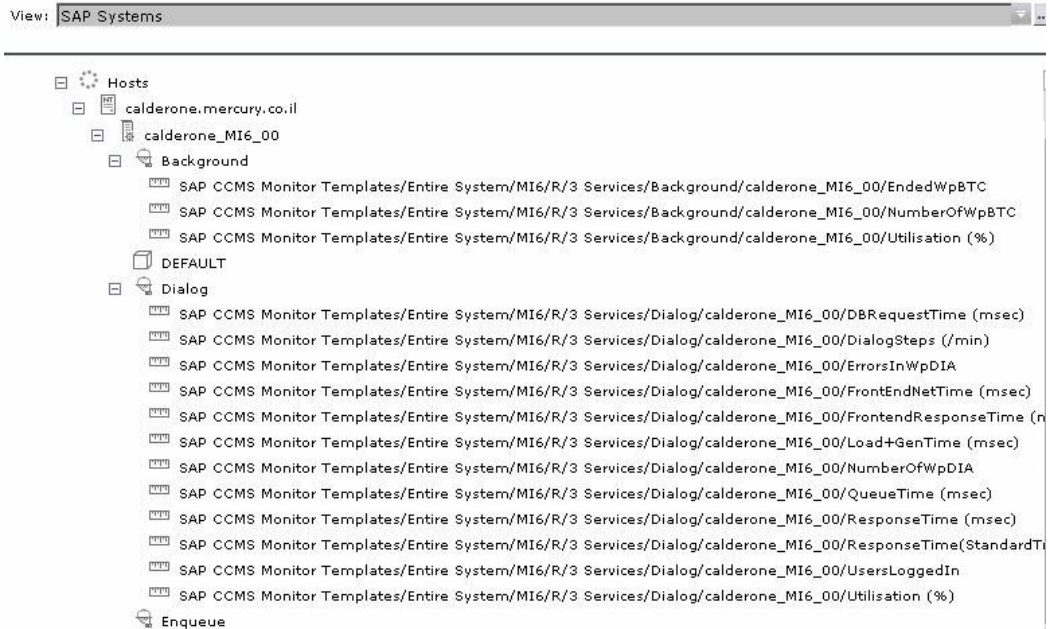 View: SAP Systems
Hosts
NT calderone.mercury.co.il
calderone_MI6_00
Background
SAP CCMS Monitor Templates/Entire System/MI6/R/3 Services/Background/calderone_MI6_00/EndedWpBTC
SAP CCMS Monitor Templates/Entire System/MI6/R/3 Services/Background/calderone_MI6_00/NumberOfWpBTC
SAP CCMS Monitor Templates/Entire System/MI6/R/3 Services/Background/calderone_MI6_00/Utilisation (%)
DEFAULT
Dialog
SAP CCMS Monitor Templates/Entire System/MI6/R/3 Services/Dialog/calderone_MI6_00/DBRequestTime (msec)
SAP CCMS Monitor Templates/Entire System/MI6/R/3 Services/Dialog/calderone_MI6_00/DialogSteps (/min)
SAP CCMS Monitor Templates/Entire System/MI6/R/3 Services/Dialog/calderone_MI6_00/ErrorsInWpDIA
SAP CCMS Monitor Templates/Entire System/MI6/R/3 Services/Dialog/calderone_MI6_00/FrontEndNetTime (msec)
SAP CCMS Monitor Templates/Entire System/MI6/R/3 Services/Dialog/calderone_MI6_00/FrontendResponseTime
SAP CCMS Monitor Templates/Entire System/MI6/R/3 Services/Dialog/calderone_MI6_00/Load+GenTime (msec)
SAP CCMS Monitor Templates/Entire System/MI6/R/3 Services/Dialog/calderone_MI6_00/NumberOfWpDIA
SAP CCMS Monitor Templates/Entire System/MI6/R/3 Services/Dialog/calderone_MI6_00/QueueTime (msec)
SAP CCMS Monitor Templates/Entire System/MI6/R/3 Services/Dialog/calderone_MI6_00/ResponseTime (msec)
SAP CCMS Monitor Templates/Entire System/MI6/R/3 Services/Dialog/calderone_MI6_00/ResponseTime(StandardT
SAP CCMS Monitor Templates/Entire System/MI6/R/3 Services/Dialog/calderone_MI6_00/UsersLoggedIn
SAP CCMS Monitor Templates/Entire System/MI6/R/3 Services/Dialog/calderone_MI6_00/Utilisation (%)
Enqueue